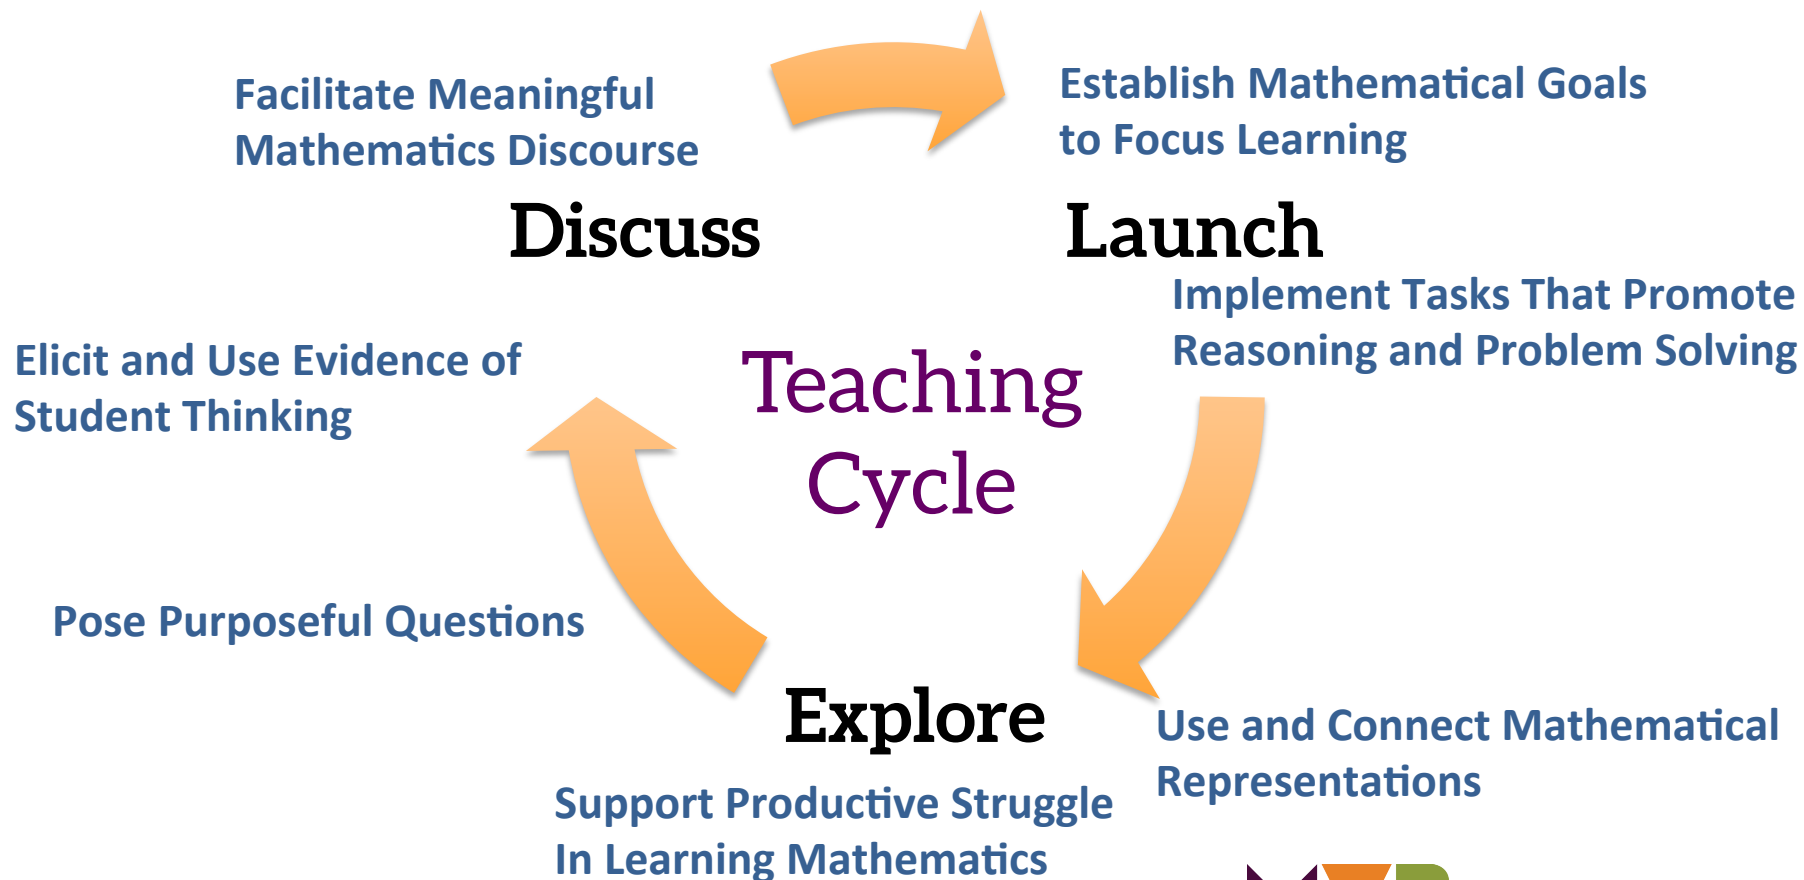 Facilitate Meaningful
Mathematics Discourse
Establish Mathematical Goals
to Focus Learning
Discuss
Launch
Implement Tasks That Promote
Reasoning and Problem Solving
Elicit and Use Evidence of
Student Thinking
Teaching
Cycle
Pose Purposeful Questions
Explore
Use and Connect Mathematical
Representations
Support Productive Struggle
In Learning Mathematics